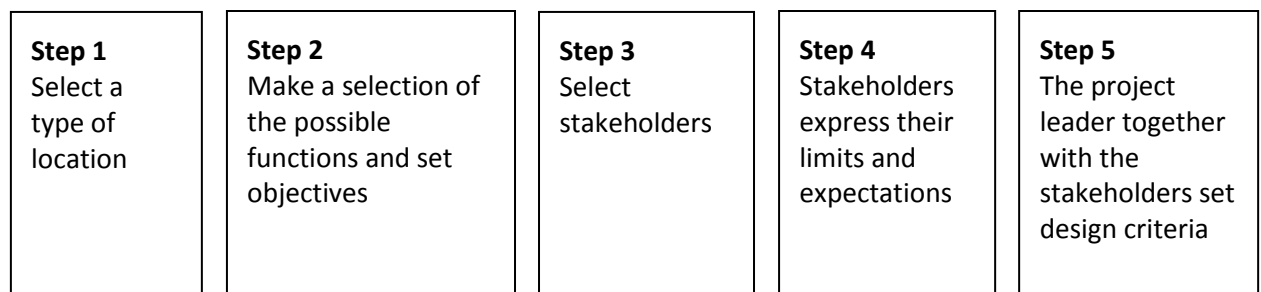 Step 1
Select a
type of
location
Step 2
Make a selection of
the possible
functions and set
objectives
Step 3
Select
stakeholders
Step 4
Stakeholders
express their
limits and
expectations
Step 5
The project
leader together
with the
stakeholders set
design criteria